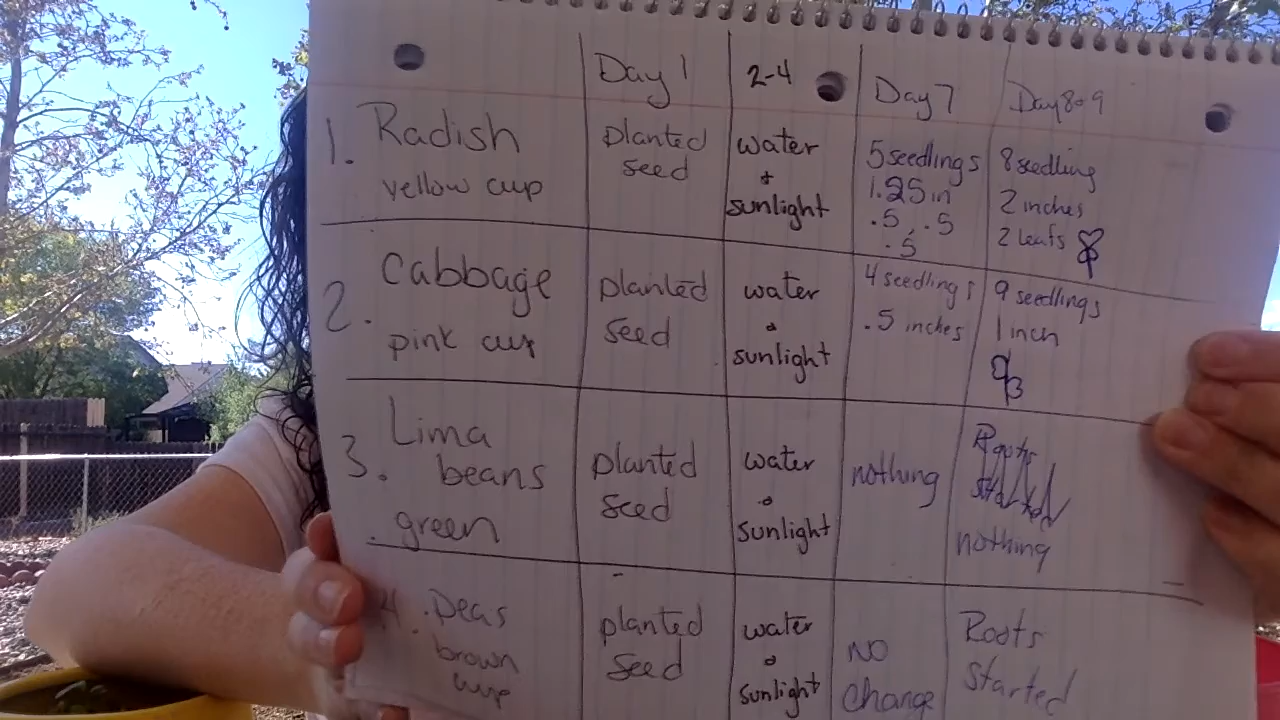 Day 1
2-4
Day 7
Day 8+9
1. Radish
yellow cup
planted
seed
water
+
sunlight
5 seedlings
1.25 in
.5, .5
.5
8 seedling
2 inches
2 leafs
2. Cabbage
pink cup
planted
seed
water
&
sunlight
4 seedlings
.5 inches
9 seedlings
1 inch
3. Lima
beans
. green
planted
seed
water
&
sunlight
nothing
Roots
started
nothing
4. Peas
brown
cup
planted
seed
water
&
sunlight
NO
change
Roots
started